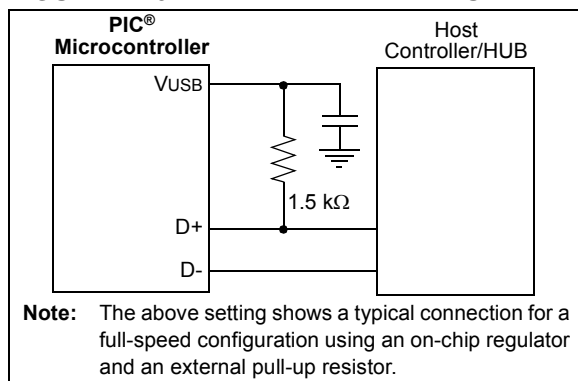 PIC®
Microcontroller
Host
Controller/HUB
VUSB
1.5 kΩ
D+
D-
Note: The above setting shows a typical connection for a
full-speed configuration using an on-chip regulator
and an external pull-up resistor.